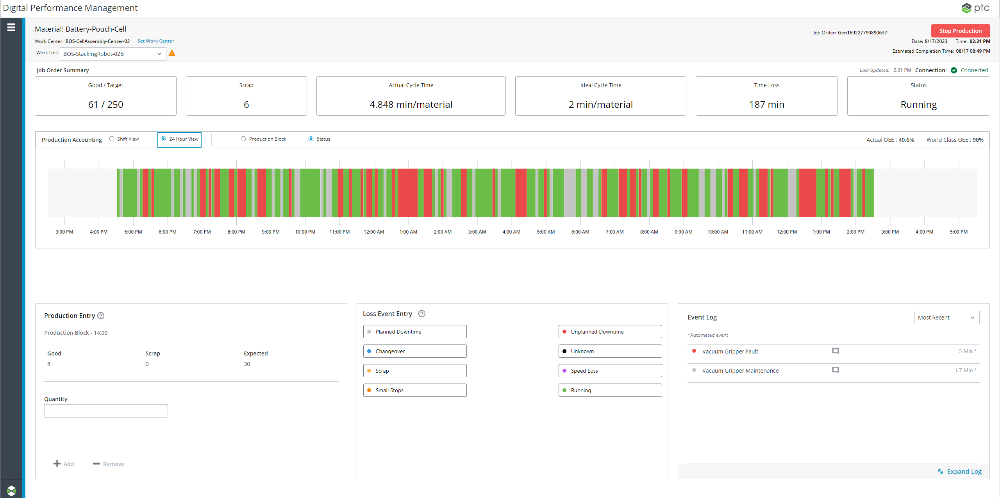 Digital Performance Management
ptc
Material: Battery-Pouch-Cell
Job Order: Gen169227790890637
Stop Production
Work Center: BOS-CellAssembly-Center-02 Set Work Center
Date: 8/17/2023 Time: 02:31 PM
Work Unit BOS-StackingRobot-02B
Estimated Completion Time: 08/17 08:49 PM
Job Order Summary
Last Updated: 2:21 PM Connection: Connected
Good / Target
61 / 250
Scrap
6
Actual Cycle Time
4.848 min/material
Ideal Cycle Time
2 min/material
Time Loss
187 min
Status
Running
Production Accounting Shift View 24 Hour View Production Block Status Actual OEE : 40.6% World Class OEE : 90%
3:00 PM 4:00 PM 5:00 PM 6:00 PM 7:00 PM 8:00 PM 9:00 PM 10:00 PM 11:00 PM 12:00 AM 1:00 AM 2:00 AM 3:00 AM 4:00 AM 5:00 AM 6:00 AM 7:00 AM 8:00 AM 9:00 AM 10:00 AM 11:00 AM 12:00 PM 1:00 PM 2:00 PM 3:00 PM 4:00 PM 5:00 PM
Production Entry ?
Production Block - 14:00
Good Scrap Expected
8 0 30
Quantity
Add Remove
Loss Event Entry ?
Planned Downtime Unplanned Downtime
Changeover Unknown
Scrap Speed Loss
Small Stops Running
Event Log Most Recent
*Automated event
Vacuum Gripper Fault 5 Min *
Vacuum Gripper Maintenance 1.7 Min *
Expand Log